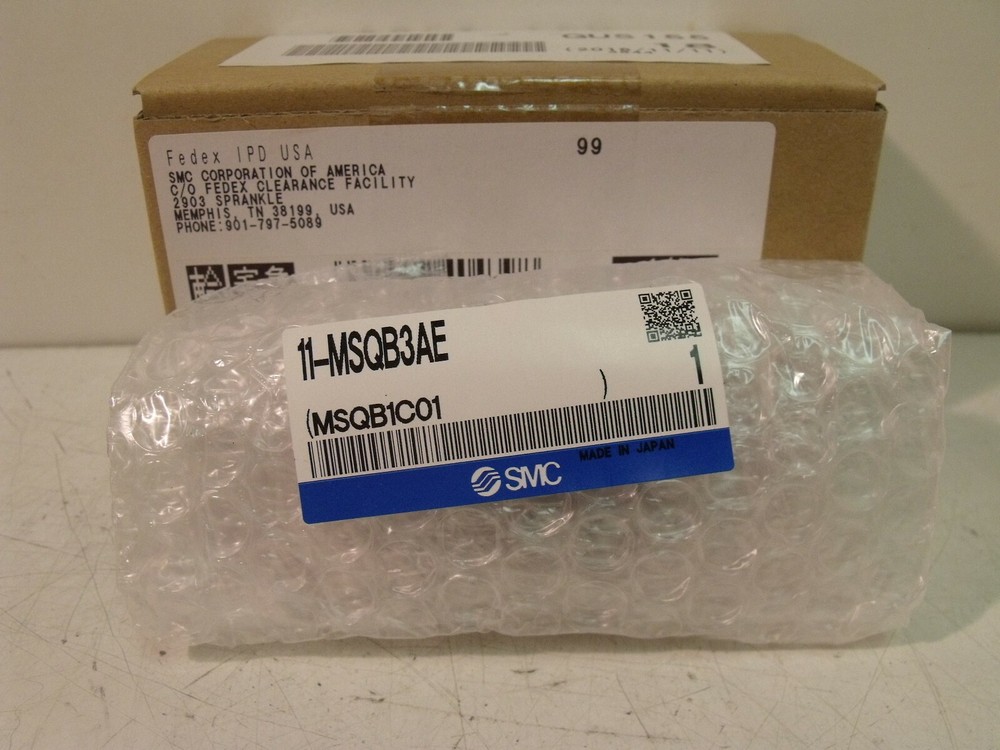 QUS155
Fedex IPD USA
99
SMC CORPORATION OF AMERICA
C/O FEDEX CLEARANCE FACILITY
2903 SPRANKLE
MEMPHIS, TN 38199, USA
PHONE:901-797-5089
11-MSQB3AE
1
(MSQB1C01 )
MADE IN JAPAN
SMC